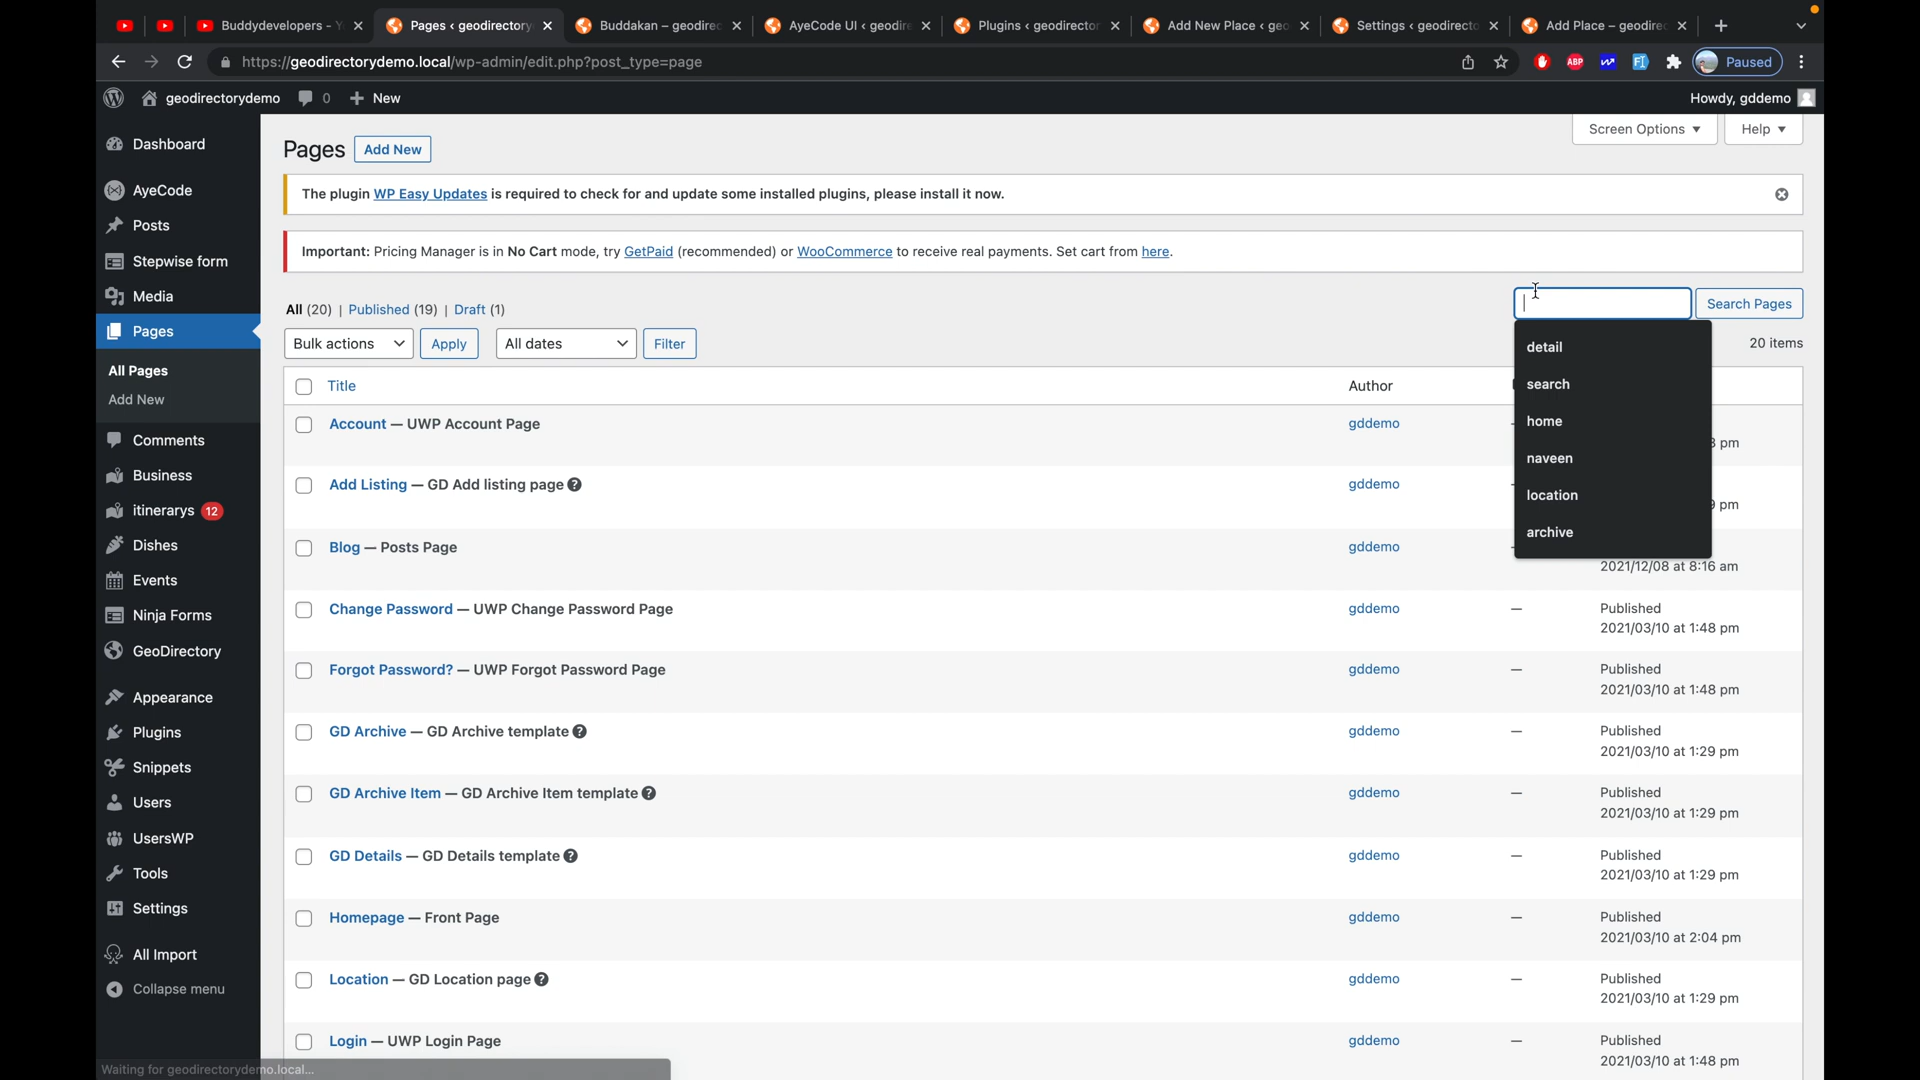 Buddydevelopers - Y
Pages ‹ geodirectory
Buddakan – geodirec
AyeCode UI ‹ geodire
Plugins ‹ geodirector
Add New Place ‹ geo
Settings ‹ geodirecto
Add Place – geodirec
https://geodirectorydemo.local/wp-admin/edit.php?post_type=page
ABP
Paused
geodirectorydemo
0
New
Howdy, gddemo
Dashboard
AyeCode
Posts
Stepwise form
Media
Pages
All Pages
Add New
Comments
Business
itinerarys 12
Dishes
Events
Ninja Forms
GeoDirectory
Appearance
Plugins
Snippets
Users
UsersWP
Tools
Settings
All Import
Collapse menu
Waiting for geodirectorydemo.local...
Screen Options
Help
Pages
Add New
The plugin WP Easy Updates is required to check for and update some installed plugins, please install it now.
Important: Pricing Manager is in No Cart mode, try GetPaid (recommended) or WooCommerce to receive real payments. Set cart from here.
All (20) | Published (19) | Draft (1)
Search Pages
Bulk actions
Apply
All dates
Filter
20 items
detail
search
home
naveen
location
archive
Title
Author
Account — UWP Account Page
gddemo
pm
Add Listing — GD Add listing page
gddemo
pm
Blog — Posts Page
gddemo
2021/12/08 at 8:16 am
Change Password — UWP Change Password Page
gddemo
—
Published
2021/03/10 at 1:48 pm
Forgot Password? — UWP Forgot Password Page
gddemo
—
Published
2021/03/10 at 1:48 pm
GD Archive — GD Archive template
gddemo
—
Published
2021/03/10 at 1:29 pm
GD Archive Item — GD Archive Item template
gddemo
—
Published
2021/03/10 at 1:29 pm
GD Details — GD Details template
gddemo
—
Published
2021/03/10 at 1:29 pm
Homepage — Front Page
gddemo
—
Published
2021/03/10 at 2:04 pm
Location — GD Location page
gddemo
—
Published
2021/03/10 at 1:29 pm
Login — UWP Login Page
gddemo
—
Published
2021/03/10 at 1:48 pm